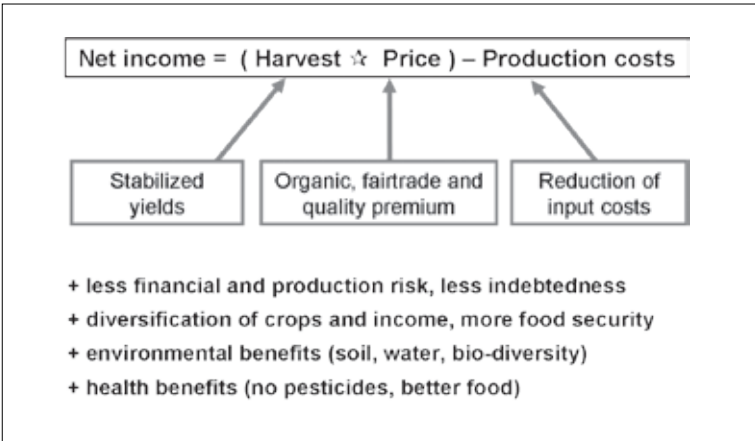 Net income = ( Harvest ☆ Price ) – Production costs
Stabilized
yields
Organic, fairtrade and
quality premium
Reduction of
input costs
+ less financial and production risk, less indebtedness
+ diversification of crops and income, more food security
+ environmental benefits (soil, water, bio-diversity)
+ health benefits (no pesticides, better food)